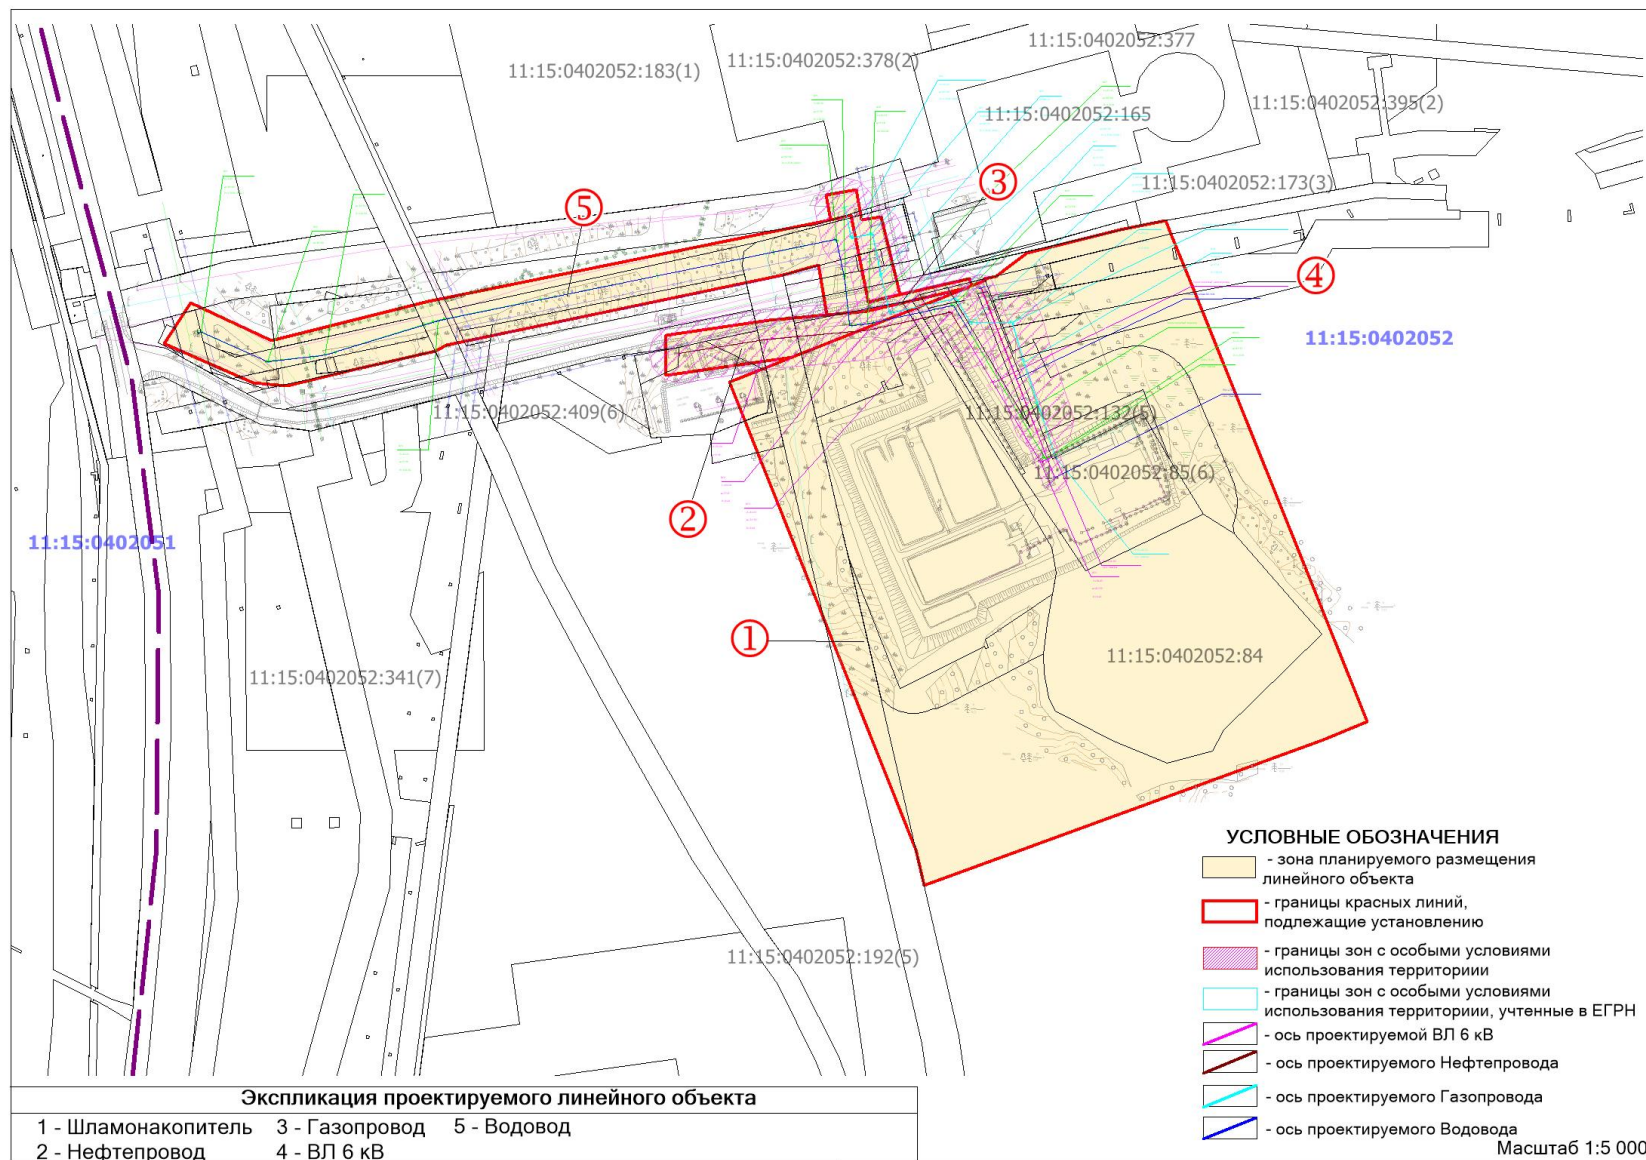 11:15:0402052:377
11:15:0402052:378(2)
11:15:0402052:183(1)
11:15:0402052:395(2)
11:15:0402052:165
3
11:15:0402052:173(3)
5
4
11:15:0402052
11:15:0402052:409(6)
11:15:0402052:132(5)
11:15:0402052:85(6)
2
11:15:0402051
1
11:15:0402052:84
11:15:0402052:341(7)
11:15:0402052:192(5)
УСЛОВНЫЕ ОБОЗНАЧЕНИЯ
- зона планируемого размещения
линейного объекта
- границы красных линий,
подлежащие установлению
- границы зон с особыми условиями
использования территориии
- границы зон с особыми условиями
использования территориии, учтенные в ЕГРН
- ось проектируемой ВЛ 6 кВ
- ось проектируемого Нефтепровода
- ось проектируемого Газопровода
- ось проектируемого Водовода
Масштаб 1:5 000
Экспликация проектируемого линейного объекта
1 - Шламонакопитель 3 - Газопровод 5 - Водовод
2 - Нефтепровод 4 - ВЛ 6 кВ